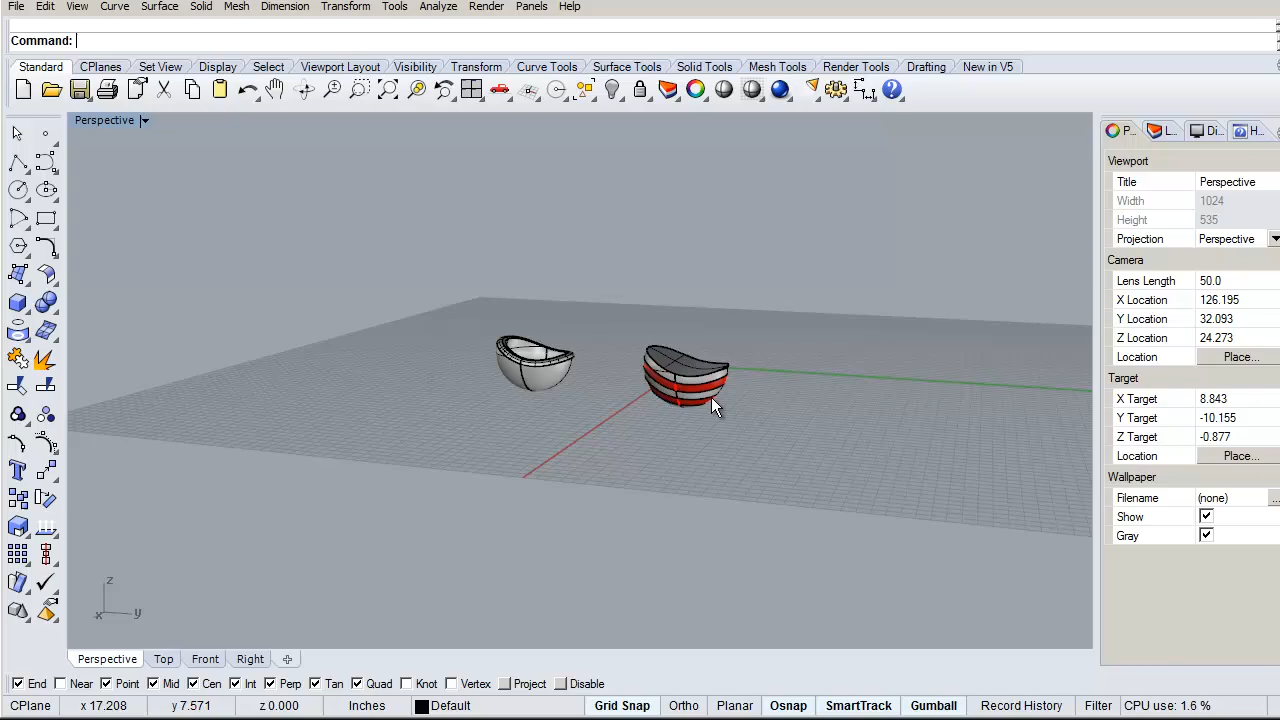 File Edit View Curve Surface Solid Mesh Dimension Transform Tools Analyze Render Panels Help
Command:
Standard CPlanes Set View Display Select Viewport Layout Visibility Transform Curve Tools Surface Tools Solid Tools Mesh Tools Render Tools Drafting New in V5
Perspective
P... L... Di... H...
Viewport
Title Perspective
Width 1024
Height 535
Projection Perspective
Camera
Lens Length 50.0
X Location 126.195
Y Location 32.093
Z Location 24.273
Location Place...
Target
X Target 8.843
Y Target -10.155
Z Target -0.877
Location Place...
Wallpaper
Filename (none) ...
Show
Gray
z
x y
Perspective Top Front Right
End Near Point Mid Cen Int Perp Tan Quad Knot Vertex Project Disable
CPlane x 17.208 y 7.571 z 0.000 Inches Default Grid Snap Ortho Planar Osnap SmartTrack Gumball Record History Filter CPU use: 1.6 %